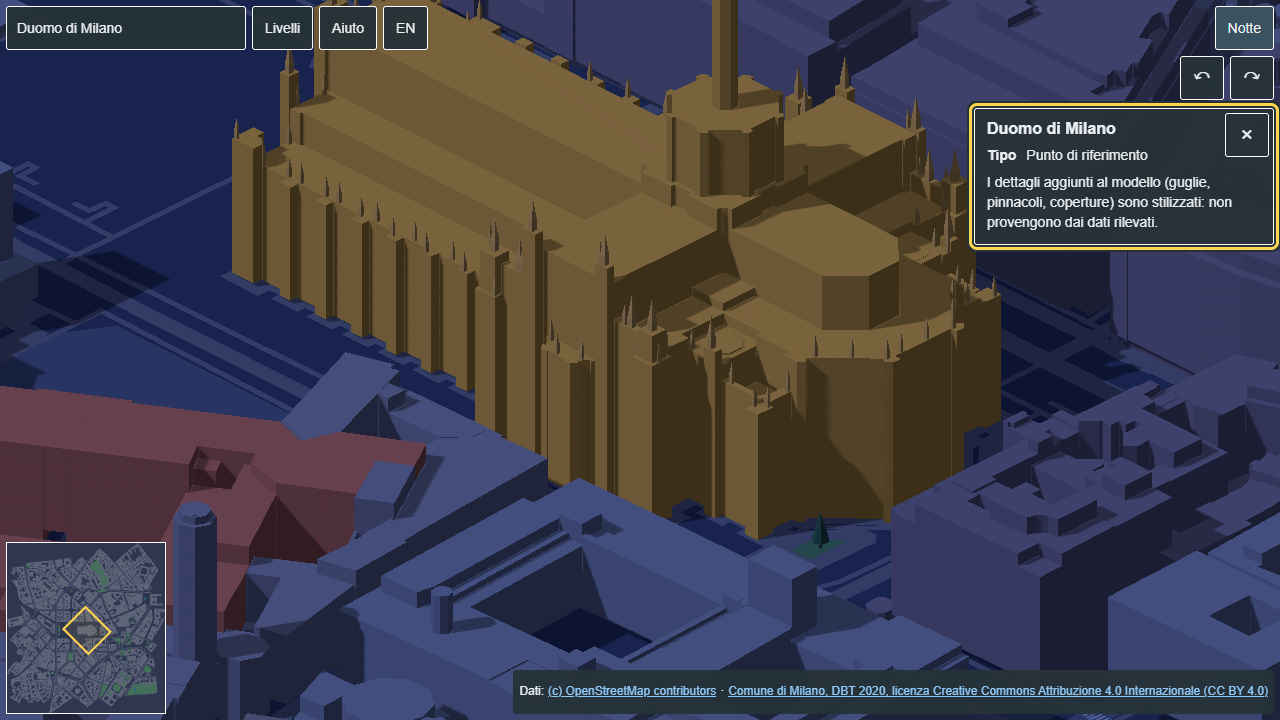 Duomo di Milano
Livelli
Aiuto
EN
Notte
Duomo di Milano
Tipo Punto di riferimento
I dettagli aggiunti al modello (guglie,
pinnacoli, coperture) sono stilizzati: non
provengono dai dati rilevati.
Dati: (c) OpenStreetMap contributors · Comune di Milano, DBT 2020, licenza Creative Commons Attribuzione 4.0 Internazionale (CC BY 4.0)